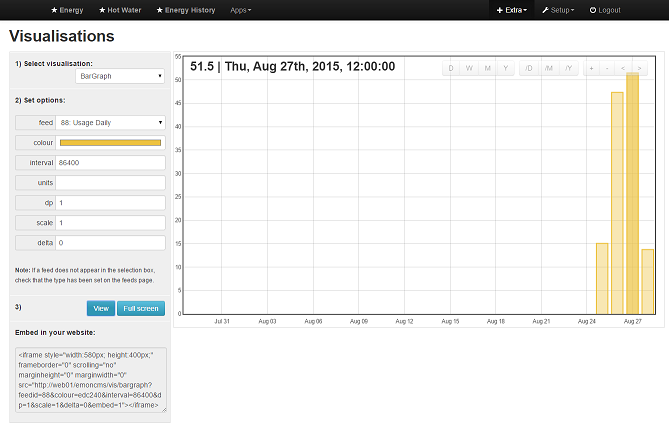 ★ Energy ★ Hot Water ★ Energy History Apps Extra Setup Logout
Visualisations
1) Select visualisation:
BarGraph
2) Set options:
feed 88: Usage Daily
colour
interval 86400
units
dp 1
scale 1
delta 0
Note: If a feed does not appear in the selection box,
check that the type has been set on the feeds page.
3) View Full screen
Embed in your website:
<iframe style="width:580px; height:400px;"
frameborder="0" scrolling="no"
marginheight="0" marginwidth="0"
src="http://web01/emoncms/vis/bargraph?
feedid=88&colour=edc240&interval=86400&d
p=1&scale=1&delta=0&embed=1"></iframe>
51.5 | Thu, Aug 27th, 2015, 12:00:00
D W M Y /D /M /Y + - < >
55
50
45
40
35
30
25
20
15
10
5
0
Jul 31 Aug 03 Aug 06 Aug 09 Aug 12 Aug 15 Aug 18 Aug 21 Aug 24 Aug 27